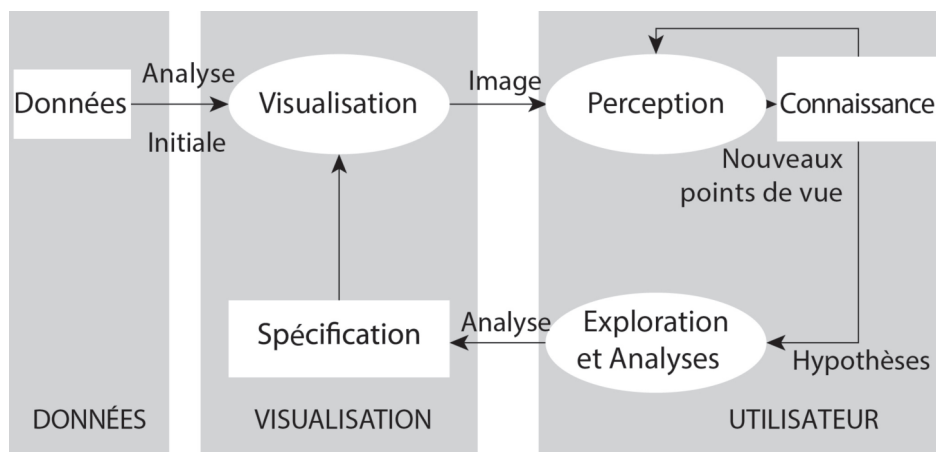 Données
Analyse
Initiale
Visualisation
Image
Perception
Connaissance
Nouveaux
points de vue
Spécification
Analyse
Exploration
et Analyses
Hypothèses
DONNÉES
VISUALISATION
UTILISATEUR